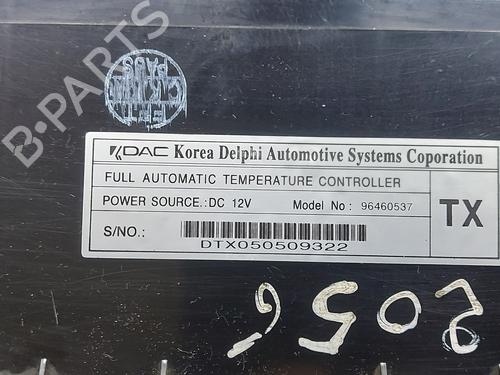 B-PARTS
KDAC Korea Delphi Automotive Systems Coporation
FULL AUTOMATIC TEMPERATURE CONTROLLER
POWER SOURCE.:DC 12V Model No : 96460537
TX
S/NO.:
DTX050509322